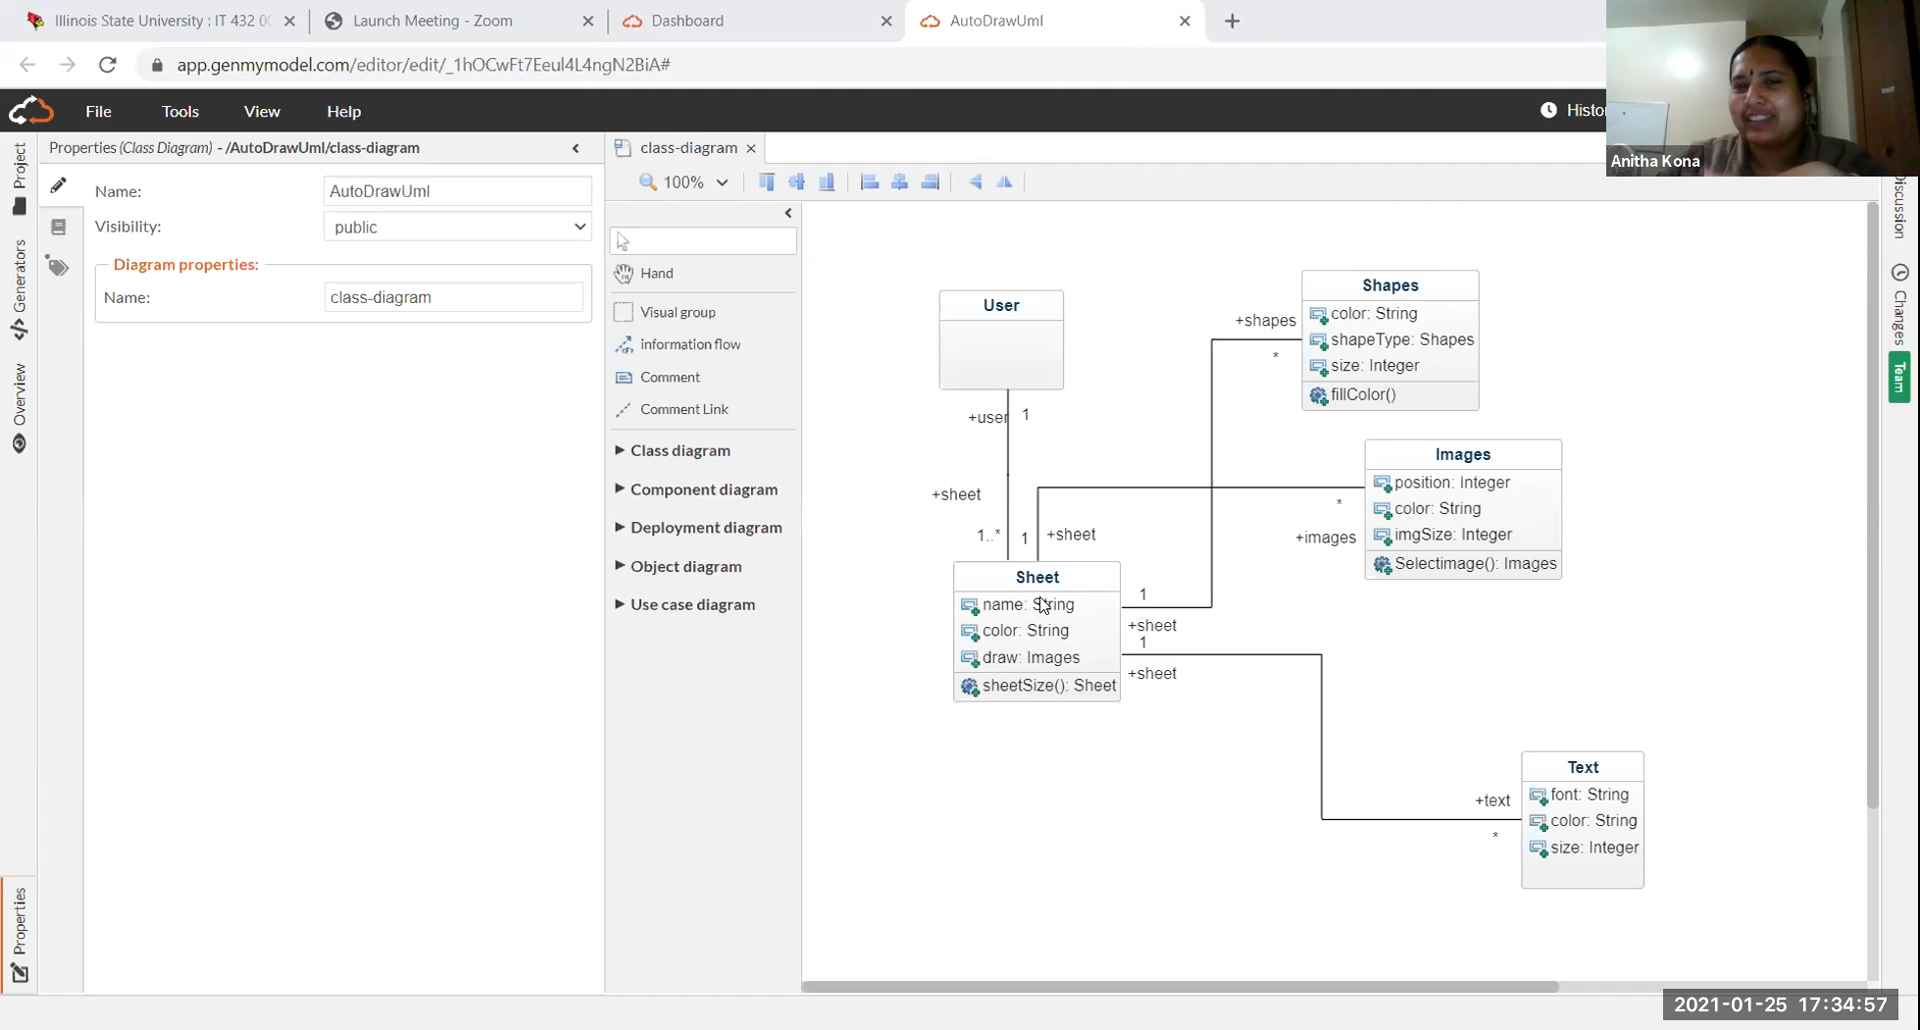 Illinois State University : IT 432 00
Launch Meeting - Zoom
Dashboard
AutoDrawUml
app.genmymodel.com/editor/edit/_1hOCwFt7Eeul4L4ngN2BiA#
File
Tools
View
Help
Histo
Anitha Kona
Project
Generators
Overview
Properties
Properties (Class Diagram) - /AutoDrawUml/class-diagram
Name:
AutoDrawUml
Visibility:
public
Diagram properties:
Name:
class-diagram
class-diagram
100%
Hand
Visual group
information flow
Comment
Comment Link
Class diagram
Component diagram
Deployment diagram
Object diagram
Use case diagram
User
+user
1
+sheet
1..*
1
+sheet
Sheet
name: String
color: String
draw: Images
sheetSize(): Sheet
1
+sheet
1
+sheet
+shapes
*
Shapes
color: String
shapeType: Shapes
size: Integer
fillColor()
*
+images
Images
position: Integer
color: String
imgSize: Integer
Selectimage(): Images
+text
*
Text
font: String
color: String
size: Integer
Discussion
Changes
Team
2021-01-25 17:34:57